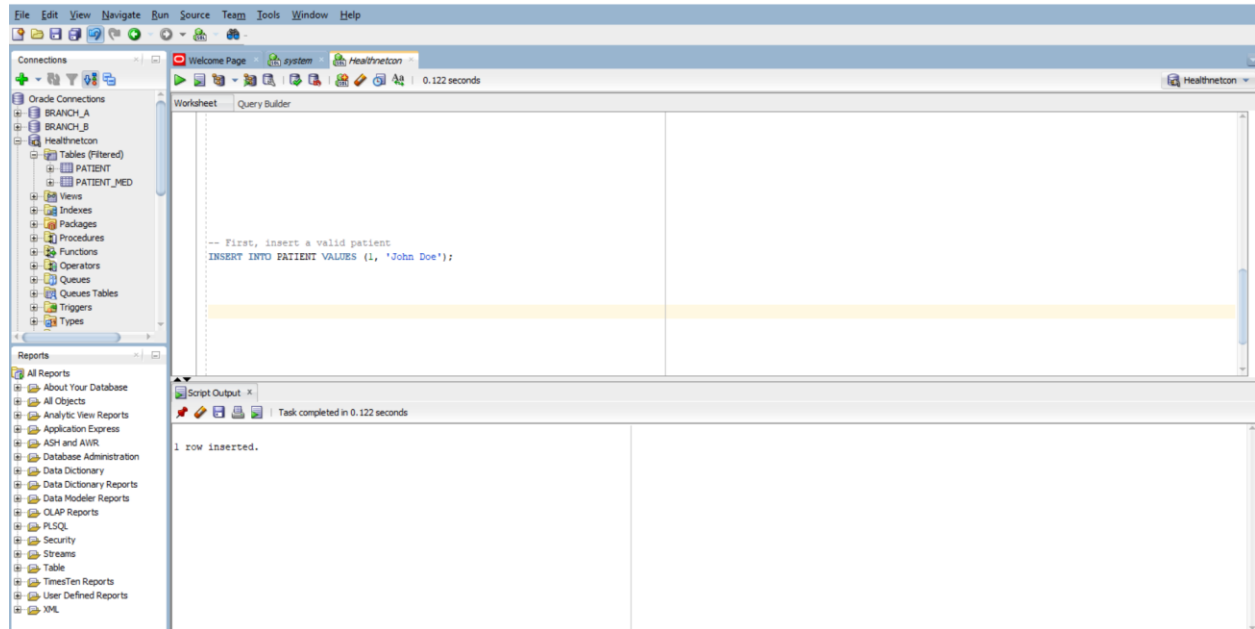 File Edit View Navigate Run Source Team Tools Window Help
Connections
Welcome Page system Healthnetcon
0.122 seconds
Healthnetcon
Worksheet Query Builder
Oracle Connections
BRANCH_A
BRANCH_B
Healthnetcon
Tables (Filtered)
PATIENT
PATIENT_MED
Views
Indexes
Packages
Procedures
Functions
Operators
Queues
Queues Tables
Triggers
Types
-- First, insert a valid patient
INSERT INTO PATIENT VALUES (1, 'John Doe');
Reports
All Reports
About Your Database
All Objects
Analytic View Reports
Application Express
ASH and AWR
Database Administration
Data Dictionary
Data Dictionary Reports
Data Modeler Reports
OLAP Reports
PLSQL
Security
Streams
Table
TimesTen Reports
User Defined Reports
XML
Script Output
Task completed in 0.122 seconds
1 row inserted.